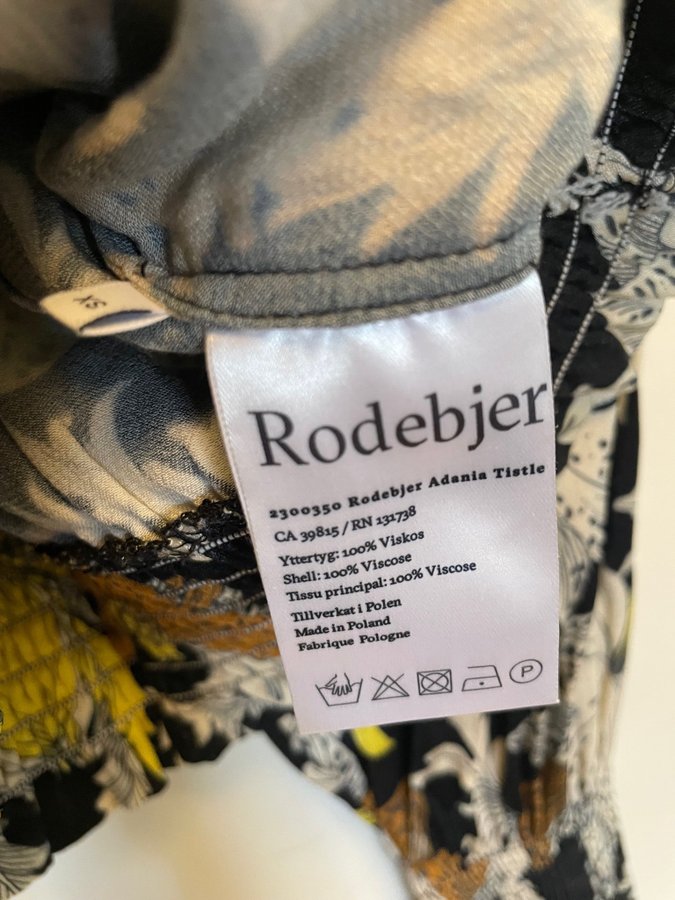 XS
Rodebjer
2300350 Rodebjer Adania Tistle
CA 39815 / RN 131738
Yttertyg: 100% Viskos
Shell: 100% Viscose
Tissu principal: 100% Viscose
Tillverkat i Polen
Made in Poland
Fabrique Pologne
P